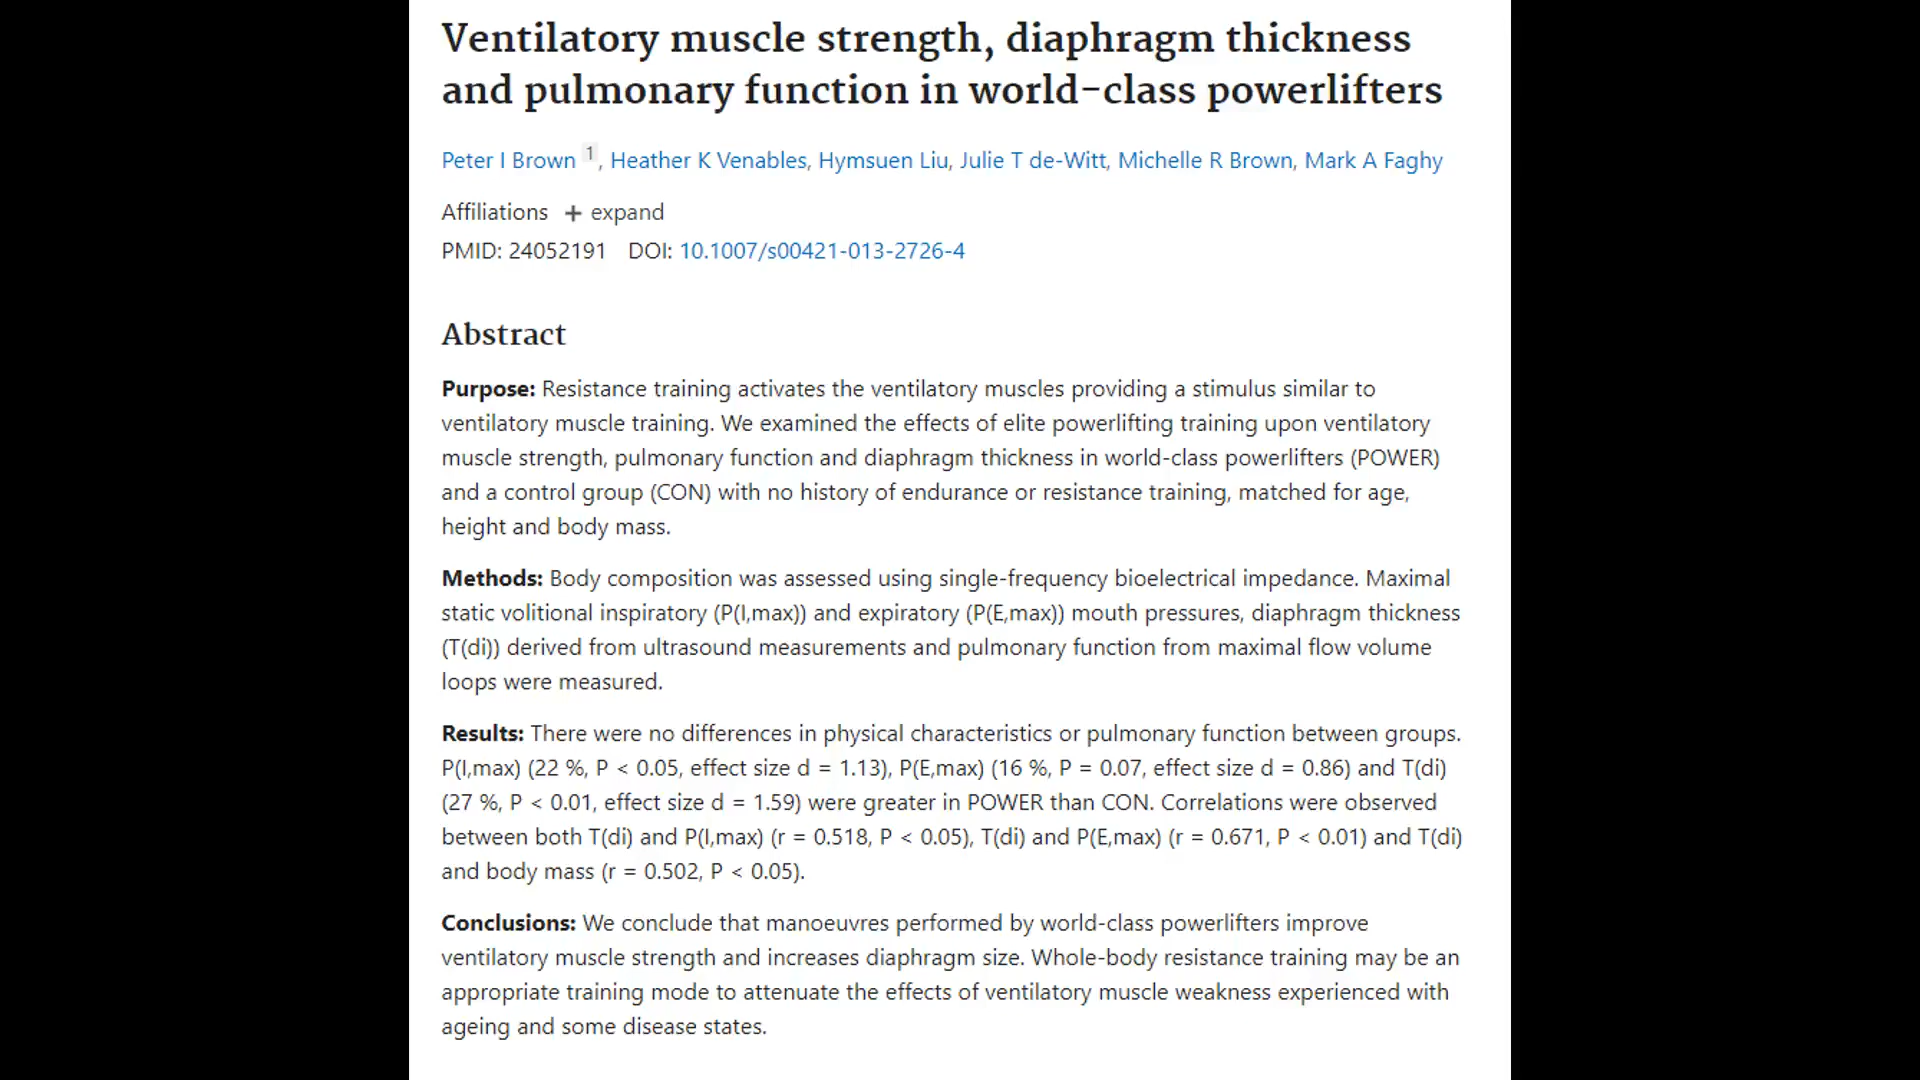 Ventilatory muscle strength, diaphragm thickness
and pulmonary function in world-class powerlifters
Peter I Brown 1, Heather K Venables, Hymsuen Liu, Julie T de-Witt, Michelle R Brown, Mark A Faghy
Affiliations + expand
PMID: 24052191 DOI: 10.1007/s00421-013-2726-4
Abstract
Purpose: Resistance training activates the ventilatory muscles providing a stimulus similar to
ventilatory muscle training. We examined the effects of elite powerlifting training upon ventilatory
muscle strength, pulmonary function and diaphragm thickness in world-class powerlifters (POWER)
and a control group (CON) with no history of endurance or resistance training, matched for age,
height and body mass.
Methods: Body composition was assessed using single-frequency bioelectrical impedance. Maximal
static volitional inspiratory (P(I,max)) and expiratory (P(E,max)) mouth pressures, diaphragm thickness
(T(di)) derived from ultrasound measurements and pulmonary function from maximal flow volume
loops were measured.
Results: There were no differences in physical characteristics or pulmonary function between groups.
P(I,max) (22 %, P < 0.05, effect size d = 1.13), P(E,max) (16 %, P = 0.07, effect size d = 0.86) and T(di)
(27 %, P < 0.01, effect size d = 1.59) were greater in POWER than CON. Correlations were observed
between both T(di) and P(I,max) (r = 0.518, P < 0.05), T(di) and P(E,max) (r = 0.671, P < 0.01) and T(di)
and body mass (r = 0.502, P < 0.05).
Conclusions: We conclude that manoeuvres performed by world-class powerlifters improve
ventilatory muscle strength and increases diaphragm size. Whole-body resistance training may be an
appropriate training mode to attenuate the effects of ventilatory muscle weakness experienced with
ageing and some disease states.